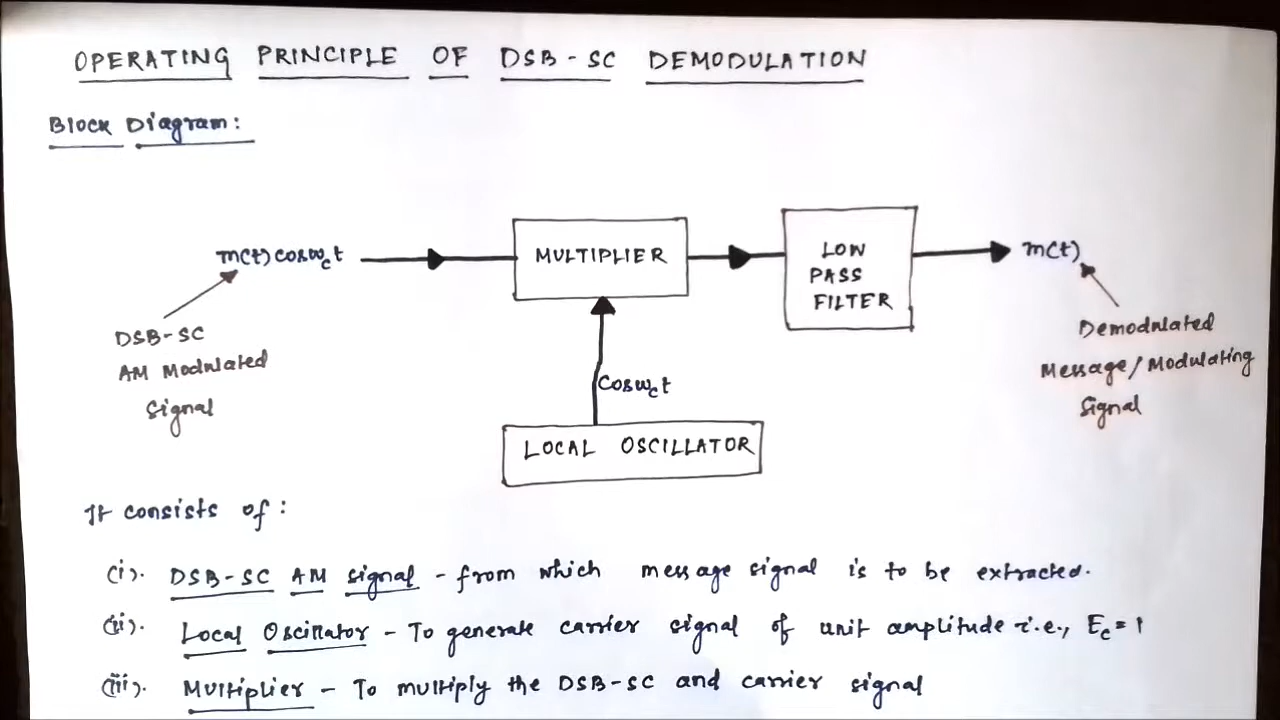 OPERATING PRINCIPLE OF DSB-SC DEMODULATION
Block Diagram:
m(t) cosω_c t
MULTIPLIER
LOW
PASS
FILTER
m(t)
DSB-SC
AM Modulated
Signal
Demodulated
Message/Modulating
Signal
cosω_c t
LOCAL OSCILLATOR
It consists of:
(i). DSB-SC AM signal - from which message signal is to be extracted.
(ii). Local Oscillator - To generate carrier signal of unit amplitude i.e., E_c = 1
(iii). Multiplier - To multiply the DSB-SC and carrier signal